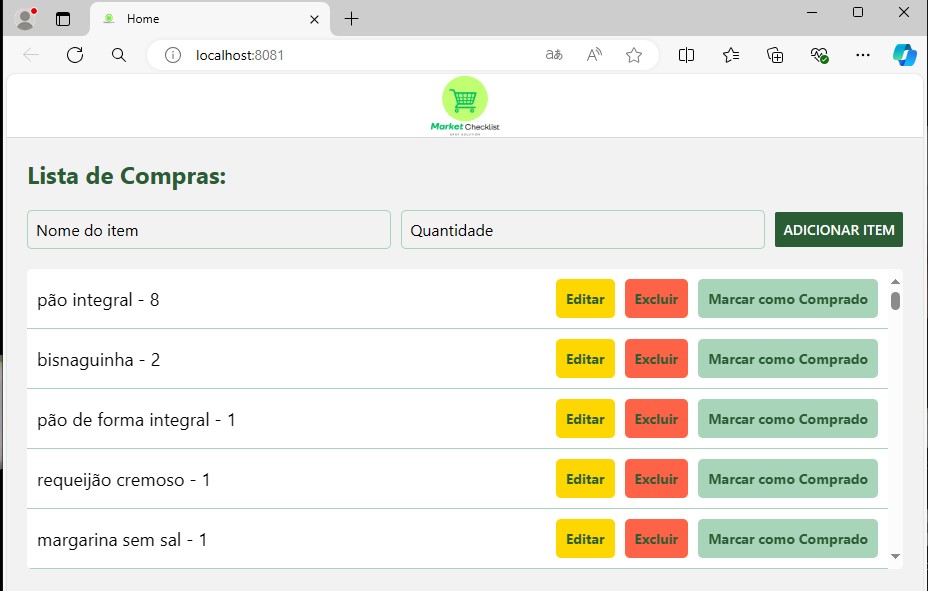 Home
localhost:8081
aあ
Market Checklist
Lista de Compras:
Nome do item
Quantidade
ADICIONAR ITEM
pão integral - 8
Editar
Excluir
Marcar como Comprado
bisnaguinha - 2
Editar
Excluir
Marcar como Comprado
pão de forma integral - 1
Editar
Excluir
Marcar como Comprado
requeijão cremoso - 1
Editar
Excluir
Marcar como Comprado
margarina sem sal - 1
Editar
Excluir
Marcar como Comprado